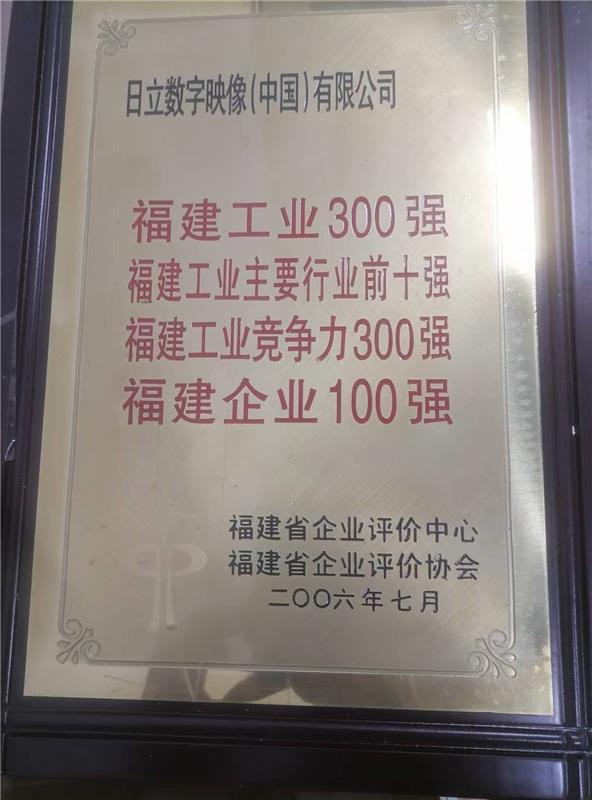 日立数字映像(中国)有限公司
福建工业300强
福建工业主要行业前十强
福建工业竞争力300强
福建企业100强
福建省企业评价中心
福建省企业评价协会
二〇〇六年七月